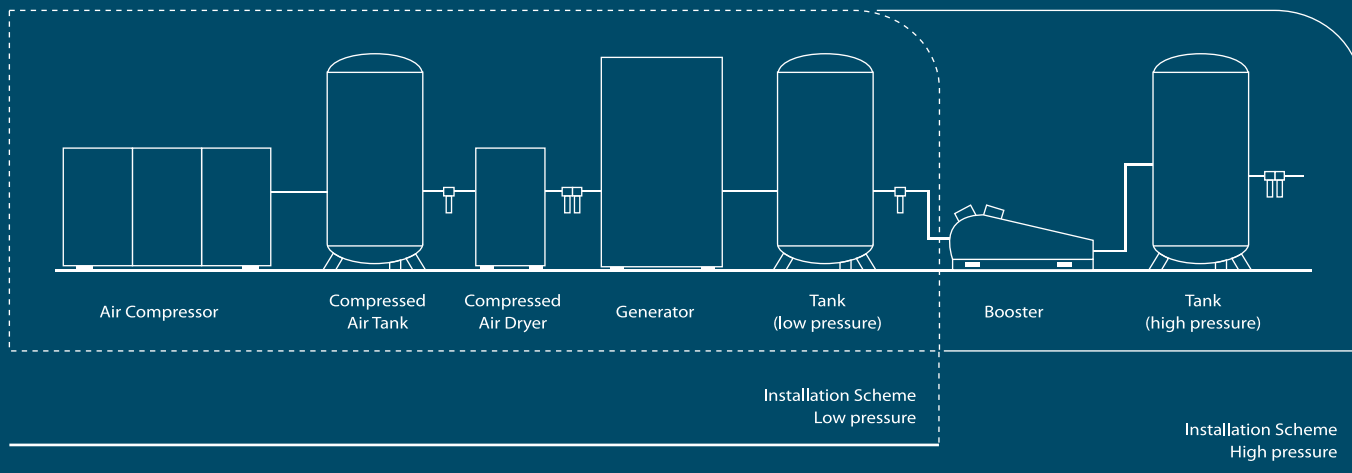 Air Compressor
Compressed
Air Tank
Compressed
Air Dryer
Generator
Tank
(low pressure)
Booster
Tank
(high pressure)
Installation Scheme
Low pressure
Installation Scheme
High pressure